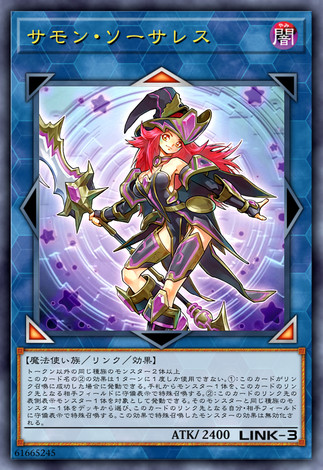 サモン・ソーサレス
やみ
闇
【魔法使い族／リンク／効果】
トークン以外の同じ種族のモンスター２体以上
このカード名の②の効果は１ターンに１度しか使用できない。①：このカードがリ
ンク召喚に成功した場合に発動できる。手札からモンスター１体を、このカードのリン
ク先となる相手フィールドに守備表示で特殊召喚する。②：このカードのリンク先の
表側表示モンスター１体を対象として発動できる。そのモンスターと同じ種族のモ
ンスター１体をデッキから選び、このカードのリンク先となる自分・相手フィールド
に守備表示で特殊召喚する。この効果で特殊召喚したモンスターの効果は無効化さ
れる。
ATK/ 2400 LINK-3
61665245